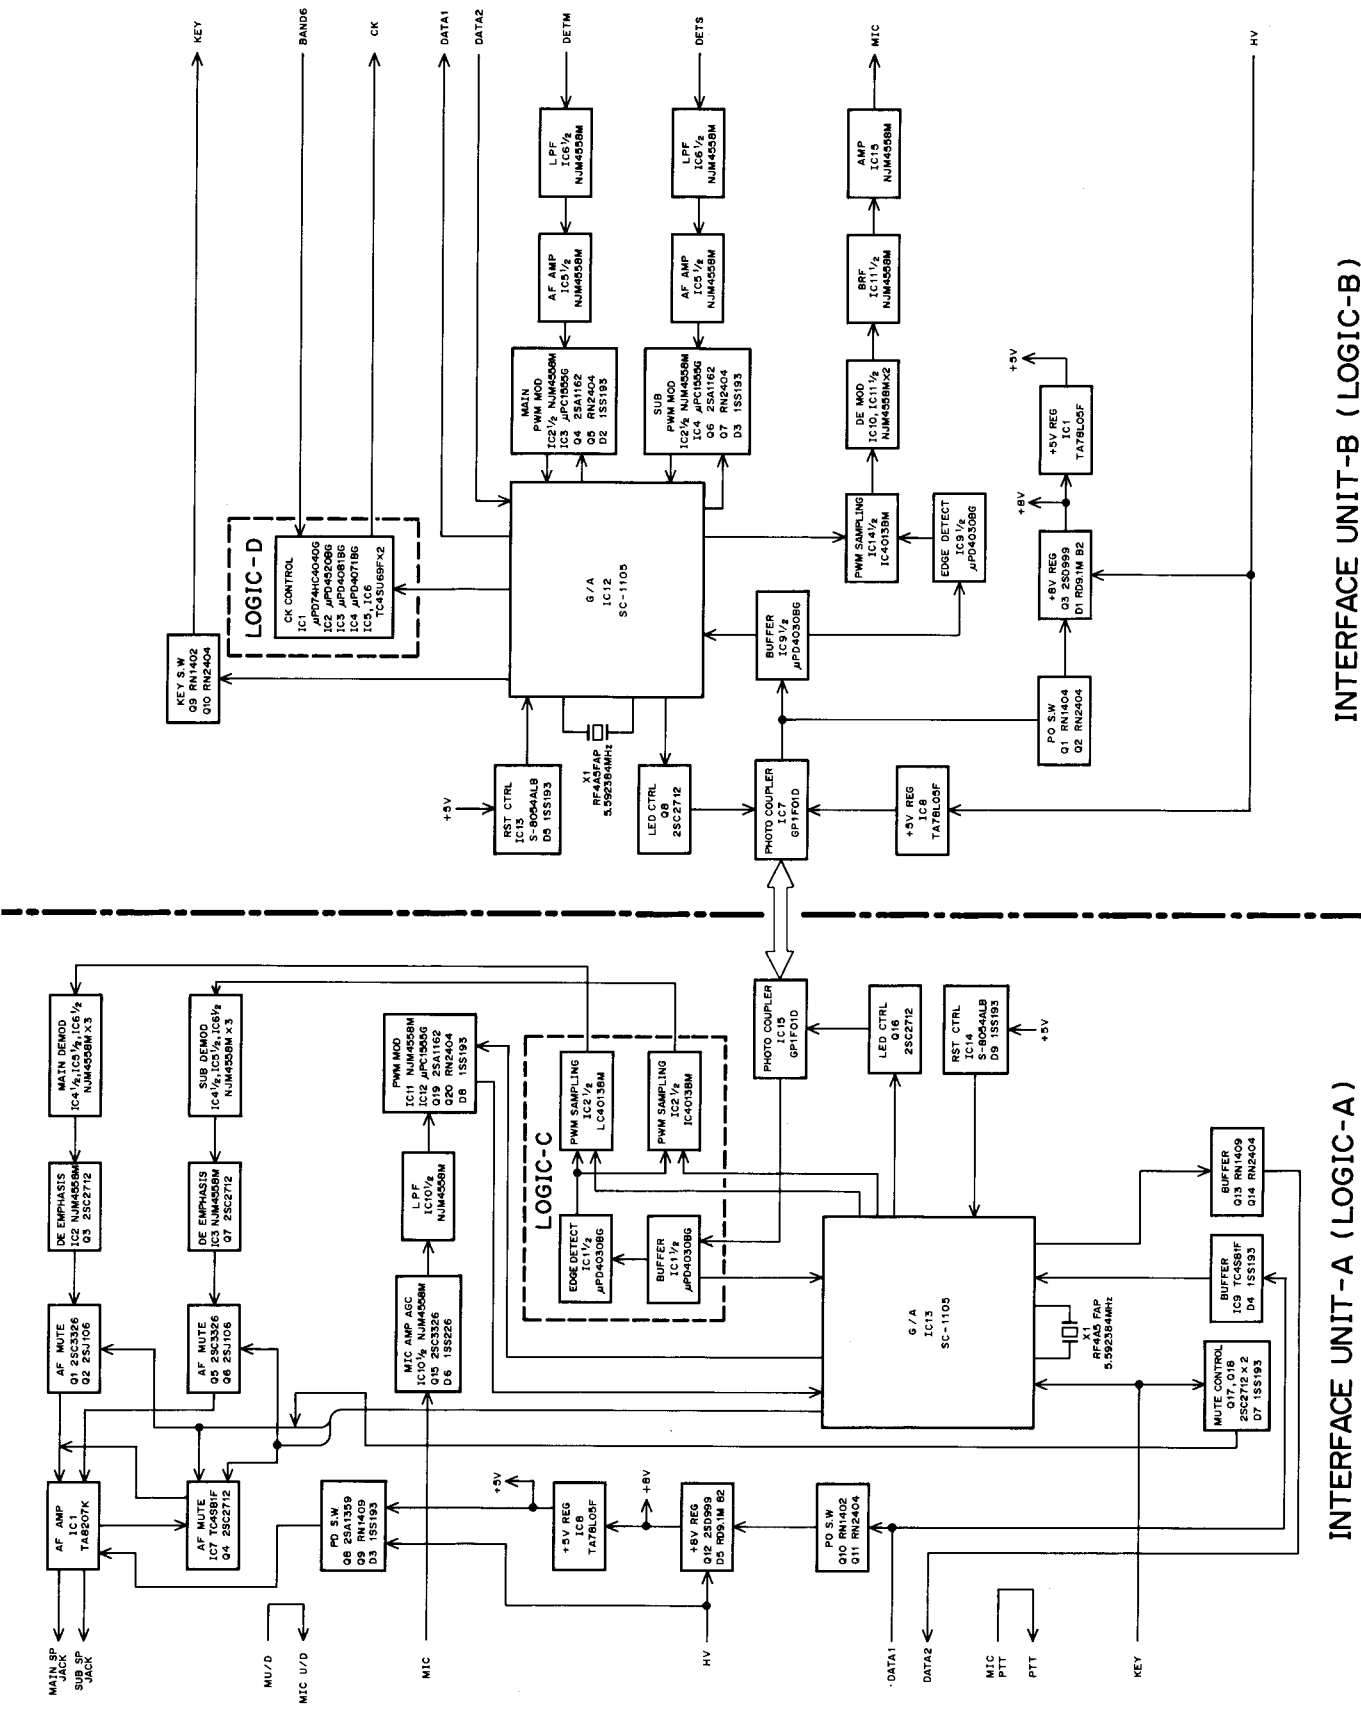 KEY
BAND6
CK
DATA1
DATA2
DETM
DETS
MIC
HV
LPF
IC6 1/2
NJM4558M
LPF
IC6 1/2
NJM4558M
AMP
IC15
NJM4558M
AF AMP
IC5 1/2
NJM4558M
AF AMP
IC5 1/2
NJM4558M
BRF
IC11 1/2
NJM4558M
MAIN
PWM MOD
IC2 1/2 NJM4558M
IC3 µPC1555G
Q4 2SA1162
Q5 RN2404
D2 1SS193
SUB
PWM MOD
IC2 1/2 NJM4558M
IC4 µPC1555G
Q6 2SA1162
Q7 RN2404
D3 1SS193
DE MOD
IC10, IC11 1/2
NJM4558M×2
+5V
+5V REG
IC1
TA78L05F
+8V
LOGIC-D
CK CONTROL
IC1
µPD74HC4040G
IC2 µPD4520BG
IC3 µPD4081BG
IC4 µPD4071BG
IC5, IC6
TC4SU69F×2
G/A
IC12
SC-1105
PWM SAMPLING
IC14 1/2
IC4013BM
EDGE DETECT
IC9 1/2
µPD4030BG
+8V REG
Q3 2SD999
D1 RD9.1M B2
KEY S.W
Q9 RN1402
Q10 RN2404
BUFFER
IC9 1/2
µPD4030BG
PO S.W
Q1 RN1404
Q2 RN2404
+5V
RST CTRL
IC13
S-8054ALB
D5 1SS193
X1
RF4A5FAP
5.592384MHz
LED CTRL
Q8
2SC2712
PHOTO COUPLER
IC7
GP1F01D
+5V REG
IC8
TA78L05F
INTERFACE UNIT-B ( LOGIC-B)
MAIN DEMOD
IC4 1/2, IC5 1/2, IC6 1/2
NJM4558M × 3
SUB DEMOD
IC4 1/2, IC5 1/2, IC6 1/2
NJM4558M × 3
PWM MOD
IC11 NJM4558M
IC12 µPC1555G
Q19 2SA1162
Q20 RN2404
D8 1SS193
LOGIC-C
PWM SAMPLING
IC2 1/2
LC4013BM
PWM SAMPLING
IC2 1/2
IC4013BM
PHOTO COUPLER
IC15
GP1F01D
LED CTRL
Q16
2SC2712
RST CTRL
IC14
S-8054ALB
D9 1SS193
+5V
DE EMPHASIS
IC2 NJM4558M
Q3 2SC2712
DE EMPHASIS
IC3 NJM4558M
Q7 2SC2712
LPF
IC10 1/2
NJM4558M
EDGE DETECT
IC1 1/2
µPD4030BG
BUFFER
IC1 1/2
µPD4030BG
BUFFER
Q13 RN1409
Q14 RN2404
AF MUTE
Q1 2SC3326
Q2 2SJ106
AF MUTE
Q5 2SC3326
Q6 2SJ106
MIC AMP AGC
IC10 1/2 NJM4558M
Q15 2SC3326
D6 1SS226
G/A
IC13
SC-1105
X1
RF4A5 FAP
5.592384MHz
BUFFER
IC9 TC4S81F
D4 1SS193
MUTE CONTROL
Q17, Q18
2SC2712 × 2
D7 1SS193
AF AMP
IC1
TA8207K
AF MUTE
IC7 TC4S81F
Q4 2SC2712
PO S.W
Q8 2SA1359
Q9 RN1409
D3 1SS193
+5V
+5V REG
IC8
TA78L05F
+8V
+8V REG
Q12 2SD999
D5 RD9.1M B2
PO S.W
Q10 RN1402
Q11 RN2404
MAIN SP
JACK
SUB SP
JACK
MU/D
MIC U/D
MIC
HV
DATA1
DATA2
MIC
PTT
PTT
KEY
INTERFACE UNIT-A ( LOGIC-A)